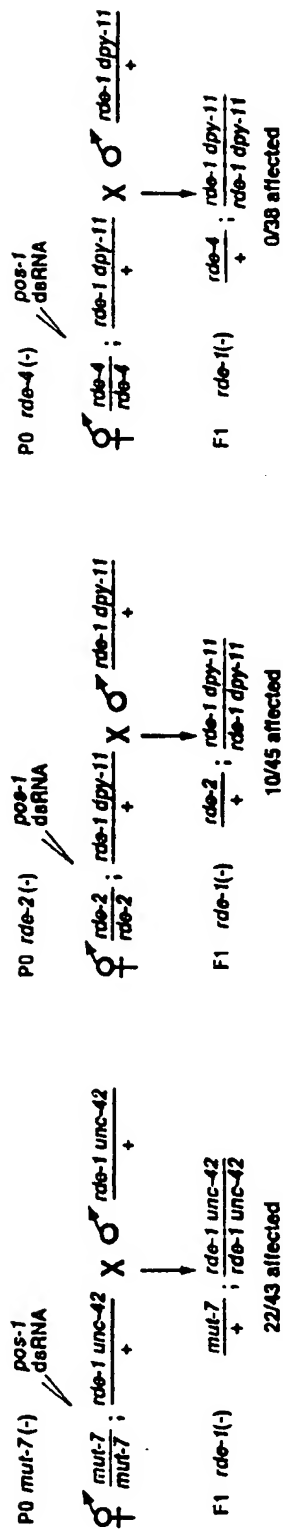 P0 mut-7(-)
pos-1
dsRNA
mut-7
mut-7
;
rde-1 unc-42
+
X
rde-1 unc-42
+
F1 rde-1(-)
mut-7
+
;
rde-1 unc-42
rde-1 unc-42
22/43 affected
P0 rde-2(-)
pos-1
dsRNA
rde-2
rde-2
;
rde-1 dpy-11
+
X
rde-1 dpy-11
+
F1 rde-1(-)
rde-2
+
;
rde-1 dpy-11
rde-1 dpy-11
10/45 affected
P0 rde-4(-)
pos-1
dsRNA
rde-4
rde-4
;
rde-1 dpy-11
+
X
rde-1 dpy-11
+
F1 rde-1(-)
rde-4
+
;
rde-1 dpy-11
rde-1 dpy-11
0/38 affected